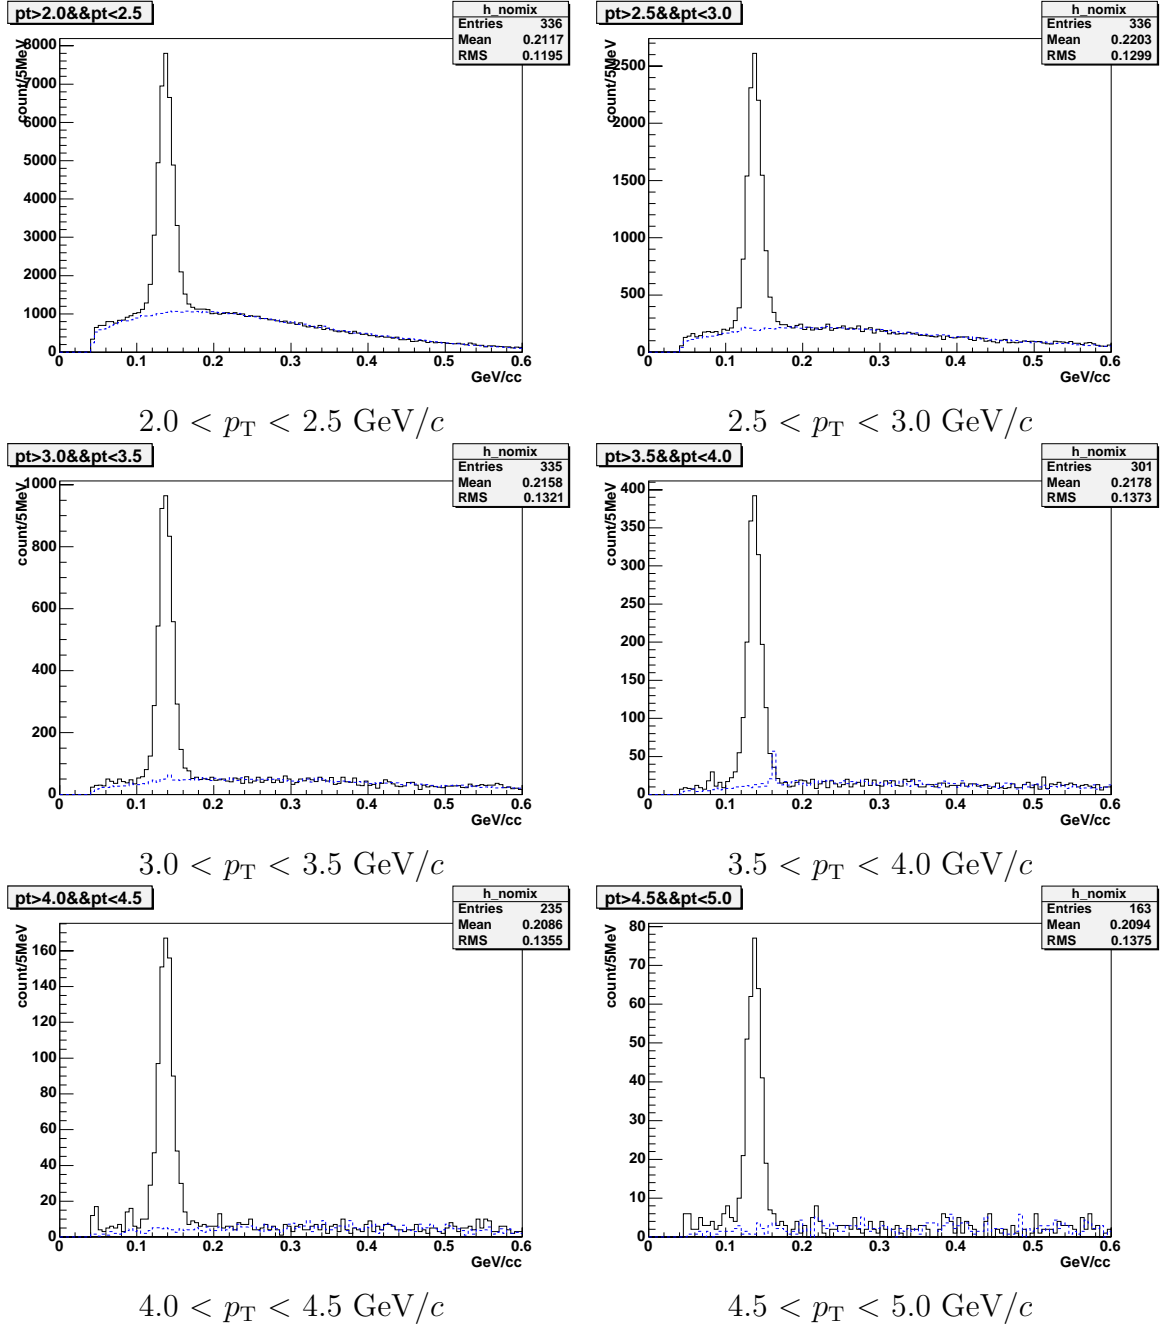 pt>2.0&&pt<2.5
h_nomix
Entries 336
Mean 0.2117
RMS 0.1195
count/5MeV
8000
7000
6000
5000
4000
3000
2000
1000
0
0 0.1 0.2 0.3 0.4 0.5 0.6
GeV/cc
2.0 < pT < 2.5 GeV/c
pt>2.5&&pt<3.0
h_nomix
Entries 336
Mean 0.2203
RMS 0.1299
count/5MeV
2500
2000
1500
1000
500
0
0 0.1 0.2 0.3 0.4 0.5 0.6
GeV/cc
2.5 < pT < 3.0 GeV/c
pt>3.0&&pt<3.5
h_nomix
Entries 335
Mean 0.2158
RMS 0.1321
count/5MeV
1000
800
600
400
200
0
0 0.1 0.2 0.3 0.4 0.5 0.6
GeV/cc
3.0 < pT < 3.5 GeV/c
pt>3.5&&pt<4.0
h_nomix
Entries 301
Mean 0.2178
RMS 0.1373
count/5MeV
400
350
300
250
200
150
100
50
0
0 0.1 0.2 0.3 0.4 0.5 0.6
GeV/cc
3.5 < pT < 4.0 GeV/c
pt>4.0&&pt<4.5
h_nomix
Entries 235
Mean 0.2086
RMS 0.1355
count/5MeV
160
140
120
100
80
60
40
20
0
0 0.1 0.2 0.3 0.4 0.5 0.6
GeV/cc
4.0 < pT < 4.5 GeV/c
pt>4.5&&pt<5.0
h_nomix
Entries 163
Mean 0.2094
RMS 0.1375
count/5MeV
80
70
60
50
40
30
20
10
0
0 0.1 0.2 0.3 0.4 0.5 0.6
GeV/cc
4.5 < pT < 5.0 GeV/c